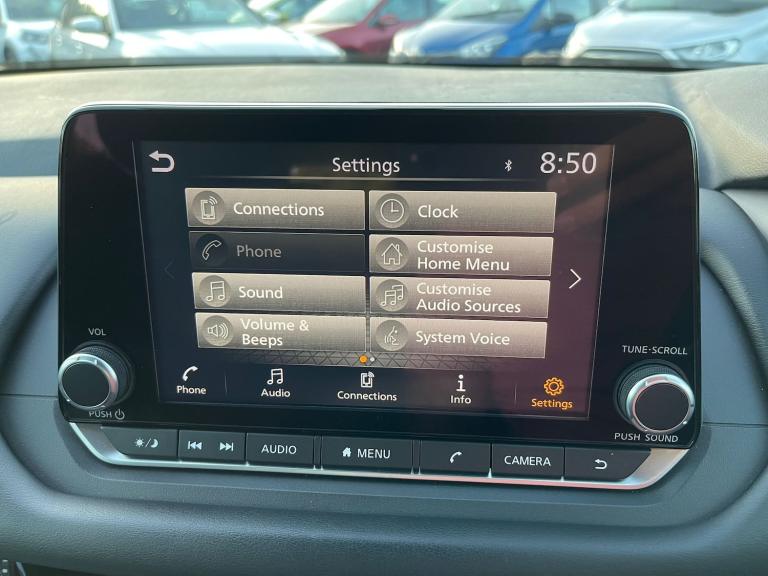 Settings
8:50
Connections
Clock
Phone
Customise
Home Menu
Sound
Customise
Audio Sources
Volume &
Beeps
System Voice
VOL
PUSH
TUNE·SCROLL
PUSH SOUND
Phone
Audio
Connections
Info
Settings
AUDIO
MENU
CAMERA